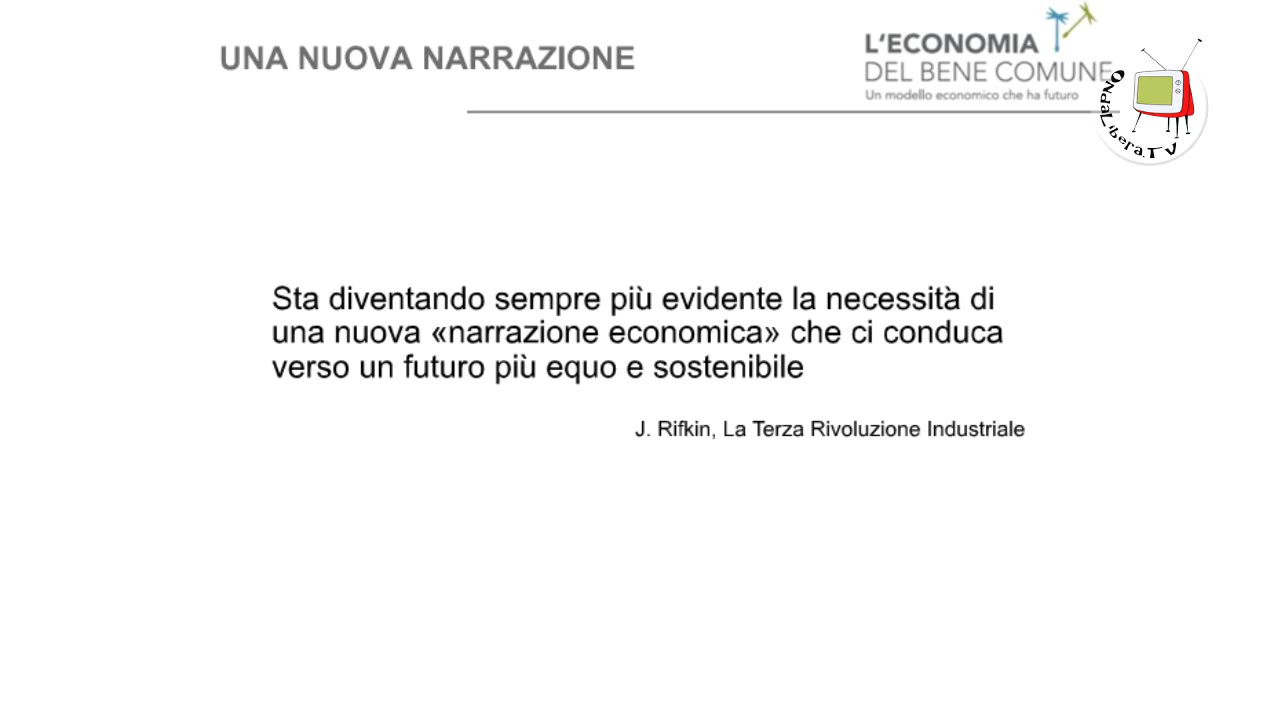 UNA NUOVA NARRAZIONE
L'ECONOMIA
DEL BENE COMUNE
Un modello economico che ha futuro
OndaLibera.TV
Sta diventando sempre più evidente la necessità di
una nuova «narrazione economica» che ci conduca
verso un futuro più equo e sostenibile
J. Rifkin, La Terza Rivoluzione Industriale